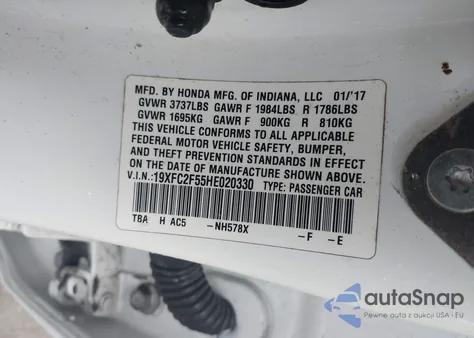 MFD. BY HONDA MFG. OF INDIANA, LLC 01/'17
GVWR 3737LBS GAWR F 1984LBS R 1786LBS
GVWR 1695KG GAWR F 900KG R 810KG
THIS VEHICLE CONFORMS TO ALL APPLICABLE
FEDERAL MOTOR VEHICLE SAFETY, BUMPER,
AND THEFT PREVENTION STANDARDS IN EFFECT
ON THE DATE OF MANUFACTURE SHOWN ABOVE.
V.I.N.:19XFC2F55HE020330 TYPE: PASSENGER CAR
TBA H AC5 -NH578X -F -E
autoSnap
Pewne auta z aukcji USA i EU